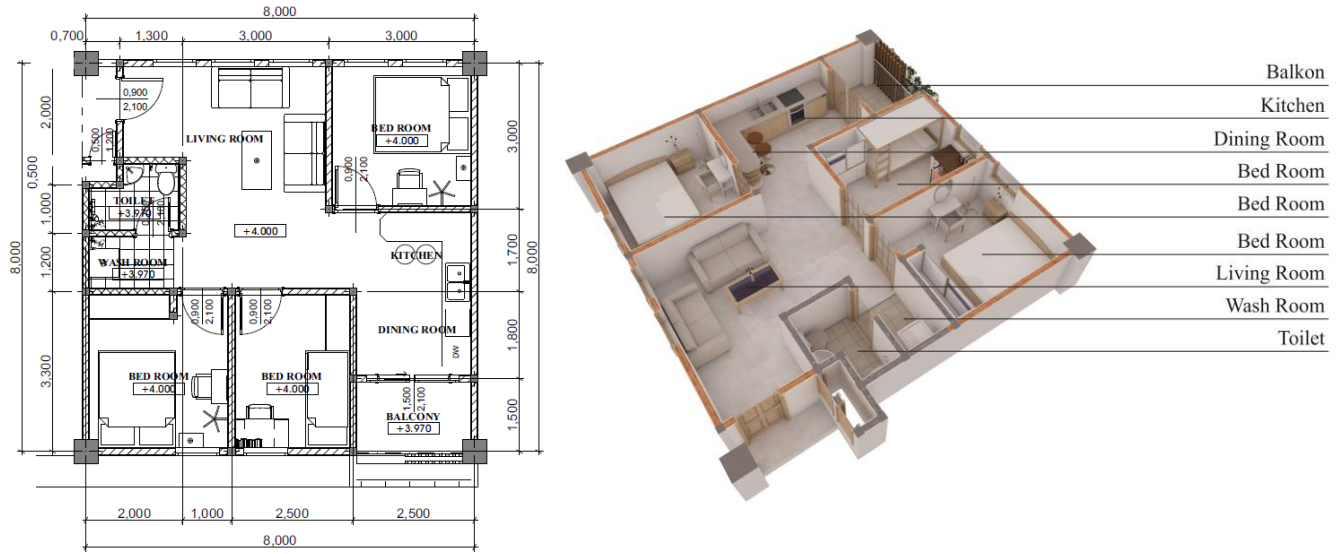 8,000
0,700 1,300 3,000 3,000
0,900
2,100
2,000
LIVING ROOM
BED ROOM
+4.000
3,000
0,900
2,100
0,500
1,200
0,500
TOILET
+3.970
1,000
+4.000
KITCHEN
1,700
8,000
8,000
1,200
WASH ROOM
+3.970
0,900
2,100
0,900
2,100
DINING ROOM
1,800
DW
3.300
BED ROOM
+4.000
BED ROOM
+4.000
1,500
2,100
BALCONY
+3.970
1,500
2,000 1,000 2,500 2,500
8,000
Balkon
Kitchen
Dining Room
Bed Room
Bed Room
Bed Room
Living Room
Wash Room
Toilet